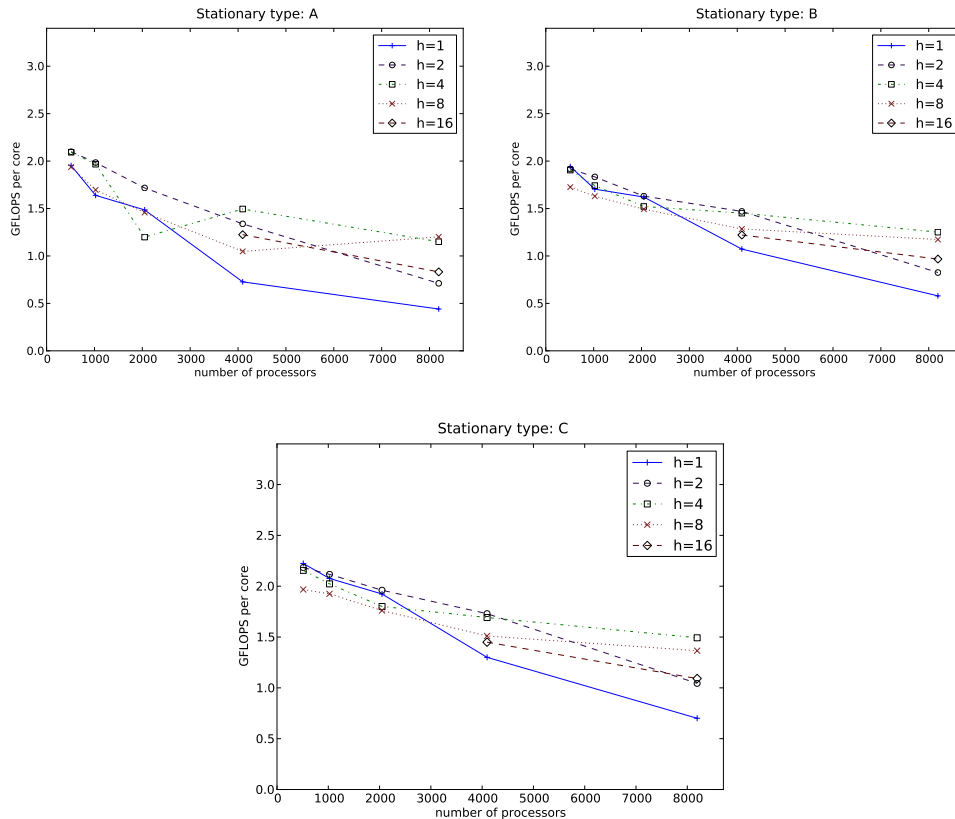 Stationary type: A
GFLOPS per core
3.0
2.5
2.0
1.5
1.0
0.5
0.0
h=1
h=2
h=4
h=8
h=16
0 1000 2000 3000 4000 5000 6000 7000 8000
number of processors
Stationary type: B
GFLOPS per core
3.0
2.5
2.0
1.5
1.0
0.5
0.0
h=1
h=2
h=4
h=8
h=16
0 1000 2000 3000 4000 5000 6000 7000 8000
number of processors
Stationary type: C
GFLOPS per core
3.0
2.5
2.0
1.5
1.0
0.5
0.0
h=1
h=2
h=4
h=8
h=16
0 1000 2000 3000 4000 5000 6000 7000 8000
number of processors